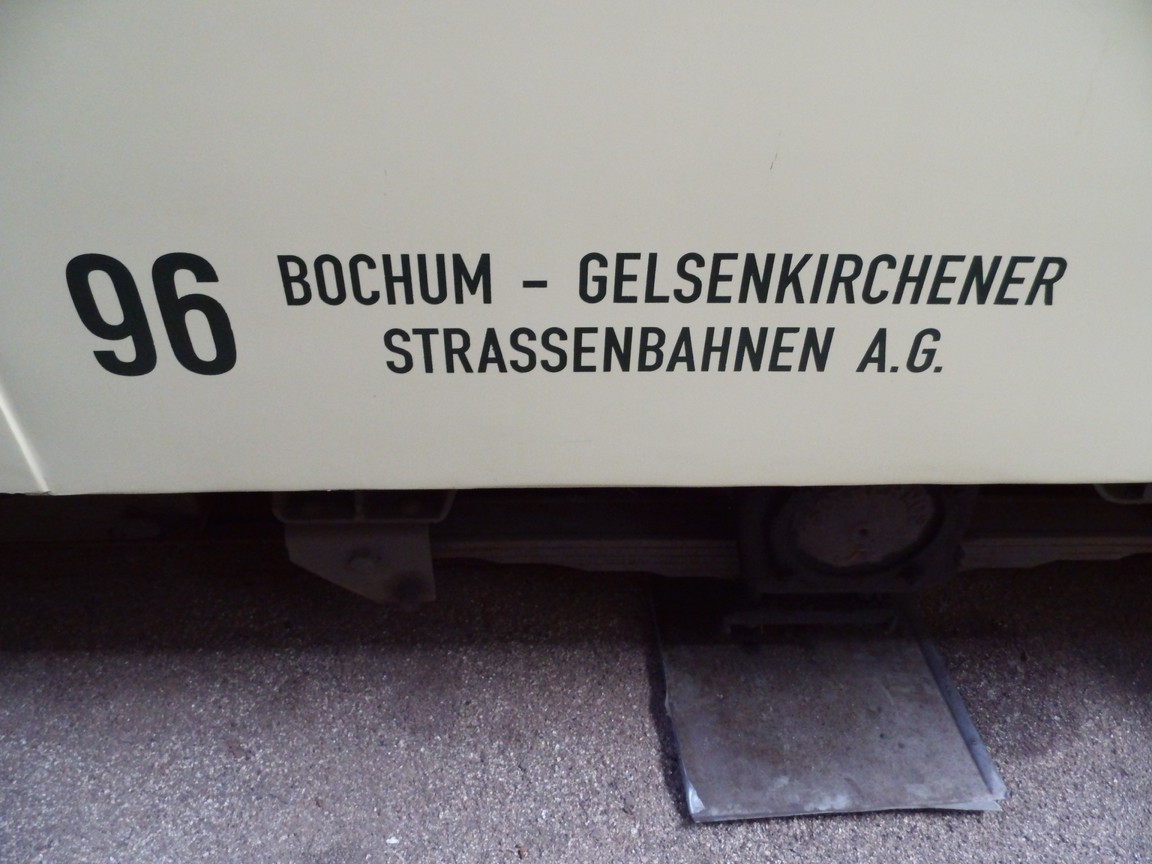 96 BOCHUM - GELSENKIRCHENER
STRASSENBAHNEN A.G.